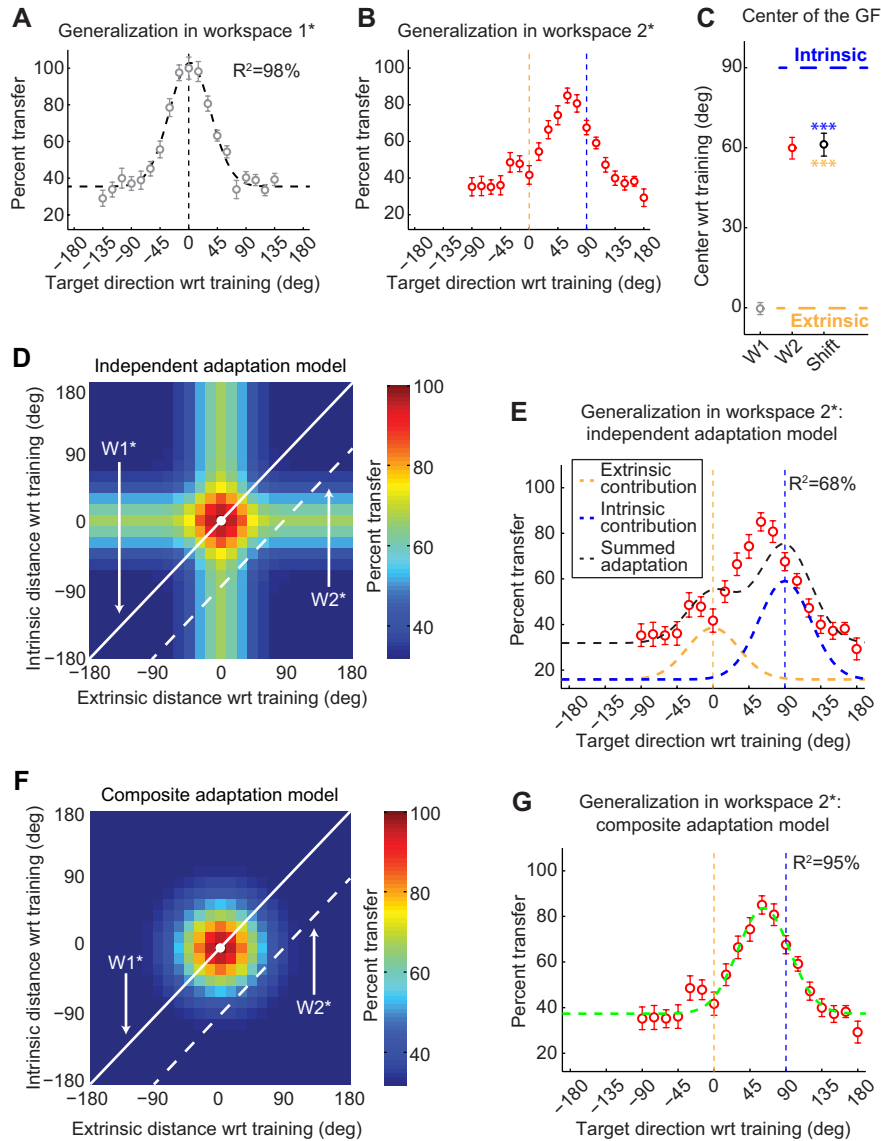 A
Generalization in workspace 1*
Percent transfer
100
80
60
40
20
R²=98%
−180
−135
−90
−45
0
45
90
135
180
Target direction wrt training (deg)
B
Generalization in workspace 2*
Percent transfer
100
80
60
40
20
−180
−135
−90
−45
0
45
90
135
180
Target direction wrt training (deg)
C
Center of the GF
Center wrt training (deg)
90
60
30
0
Intrinsic
***
***
Extrinsic
W1
W2
Shift
D
Independent adaptation model
Intrinsic distance wrt training (deg)
180
90
0
−90
−180
W1*
W2*
−180
−90
0
90
180
Extrinsic distance wrt training (deg)
Percent transfer
100
80
60
40
E
Generalization in workspace 2*:
independent adaptation model
Extrinsic
contribution
Intrinsic
contribution
Summed
adaptation
R²=68%
Percent transfer
100
80
60
40
20
−180
−135
−90
−45
0
45
90
135
180
Target direction wrt training (deg)
F
Composite adaptation model
Intrinsic distance wrt training (deg)
180
90
0
−90
−180
W1*
W2*
−180
−90
0
90
180
Extrinsic distance wrt training (deg)
Percent transfer
100
80
60
40
G
Generalization in workspace 2*:
composite adaptation model
R²=95%
Percent transfer
100
80
60
40
20
−180
−135
−90
−45
0
45
90
135
180
Target direction wrt training (deg)